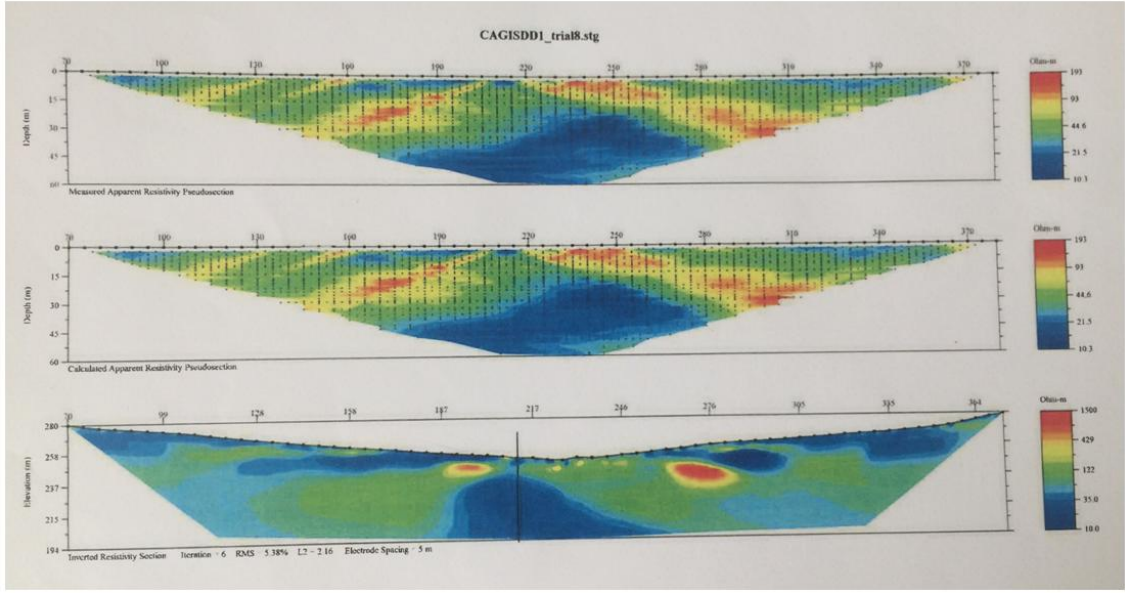 CAGISDD1_trial8.stg
70 100 130 160 190 220 250 280 310 340 370
Ohm-m
Depth (m)
0
15
30
45
60
193
93
44.6
21.5
10.3
Measured Apparent Resistivity Pseudosection
70 100 130 160 190 220 250 280 310 340 370
Ohm-m
Depth (m)
0
15
30
45
60
193
93
44.6
21.5
10.3
Calculated Apparent Resistivity Pseudosection
70 99 128 158 187 217 246 276 305 335 364
Ohm-m
Elevation (m)
280
258
237
215
194
1500
429
122
35.0
10.0
Inverted Resistivity Section Iteration = 6 RMS = 5.38% L2 = 2.16 Electrode Spacing = 5 m